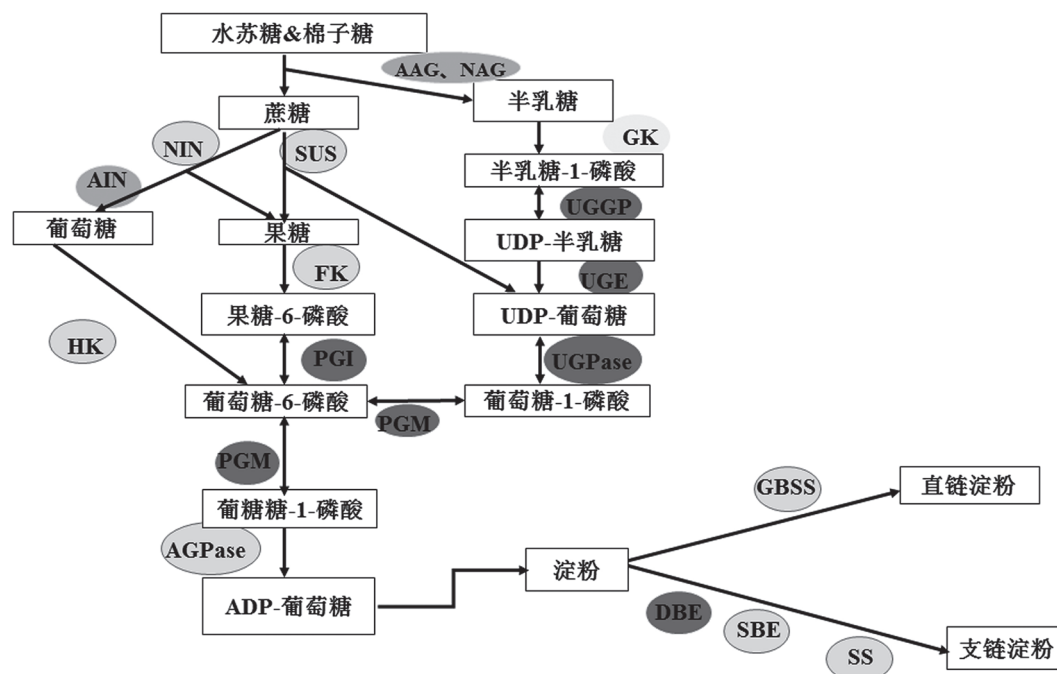 水苏糖&棉子糖
AAG、NAG
蔗糖
半乳糖
NIN
SUS
GK
AIN
半乳糖-1-磷酸
UGGP
葡萄糖
果糖
UDP-半乳糖
FK
UGE
果糖-6-磷酸
UDP-葡萄糖
HK
PGI
UGPase
葡萄糖-6-磷酸
葡萄糖-1-磷酸
PGM
PGM
葡糖糖-1-磷酸
GBSS
直链淀粉
AGPase
淀粉
ADP-葡萄糖
DBE
SBE
SS
支链淀粉